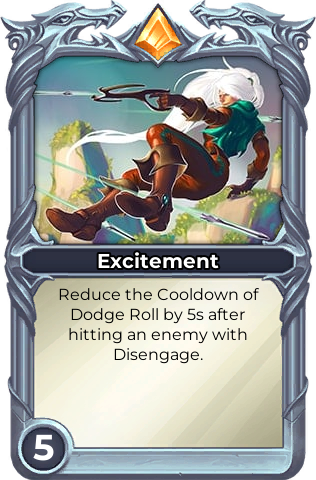 Excitement
Reduce the Cooldown of
Dodge Roll by 5s after
hitting an enemy with
Disengage.
5